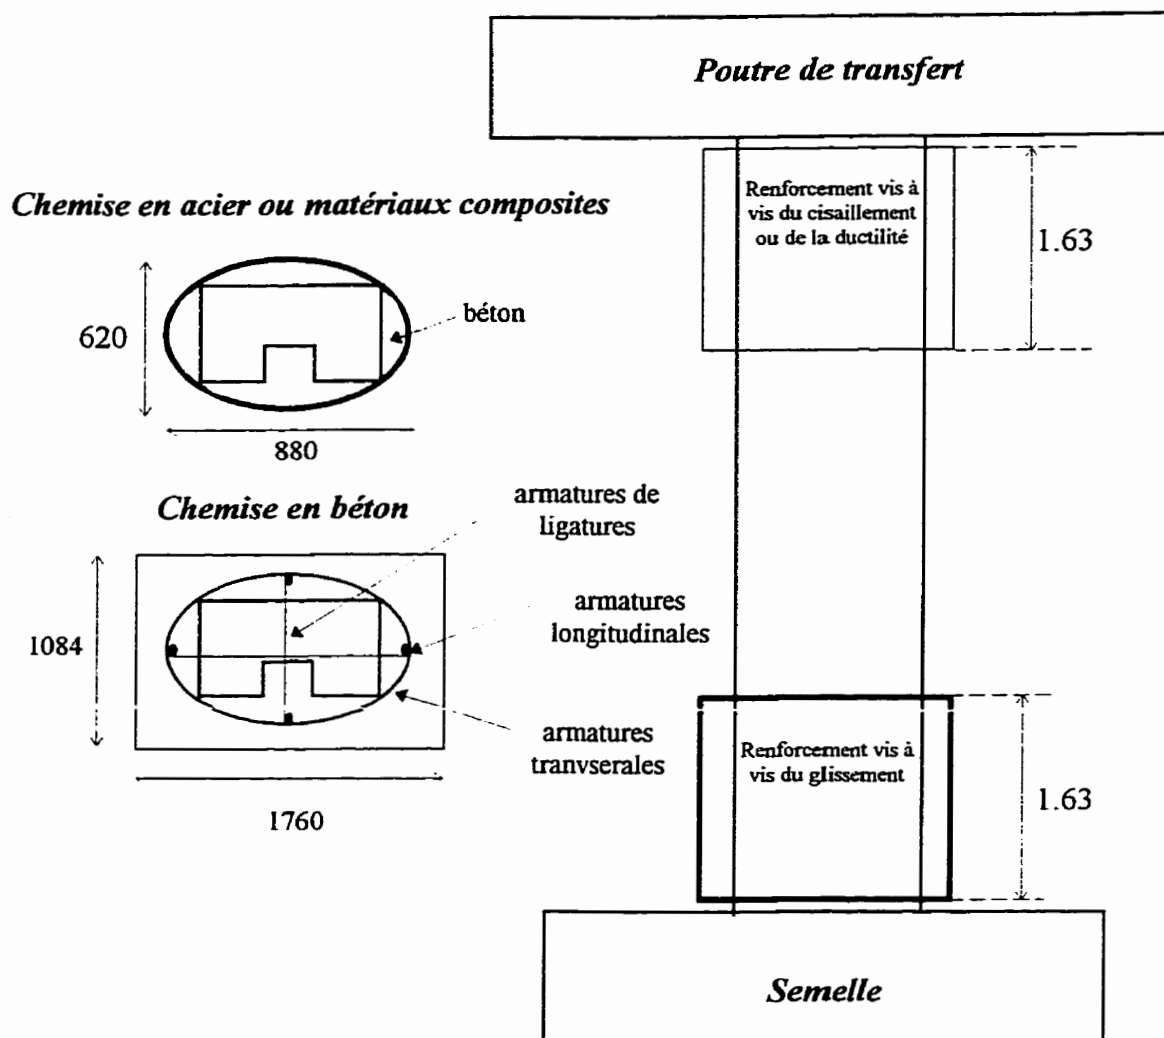 Poutre de transfert
Renforcement vis à
vis du cisaillement
ou de la ductilité
1.63
Chemise en acier ou matériaux composites
620
béton
880
Chemise en béton
armatures de
ligatures
armatures
longitudinales
1084
armatures
tranvserales
1760
Renforcement vis à
vis du glissement
1.63
Semelle